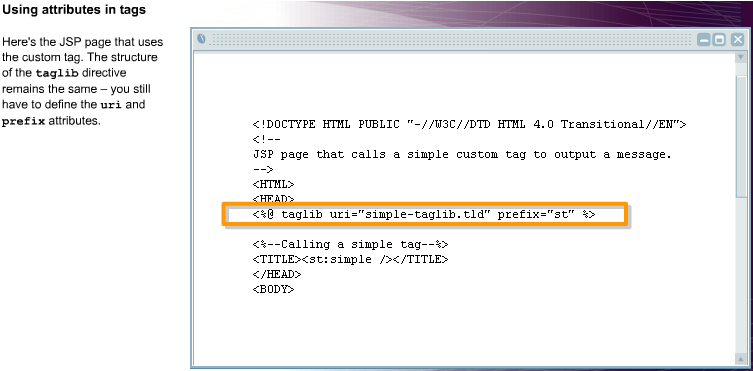 Using attributes in tags
Here's the JSP page that uses
the custom tag. The structure
of the taglib directive
remains the same – you still
have to define the uri and
prefix attributes.
<!DOCTYPE HTML PUBLIC "-//W3C//DTD HTML 4.0 Transitional//EN">
<!--
JSP page that calls a simple custom tag to output a message.
-->
<HTML>
<HEAD>
<%@ taglib uri="simple-taglib.tld" prefix="st" %>
<%--Calling a simple tag--%>
<TITLE><st:simple /></TITLE>
</HEAD>
<BODY>